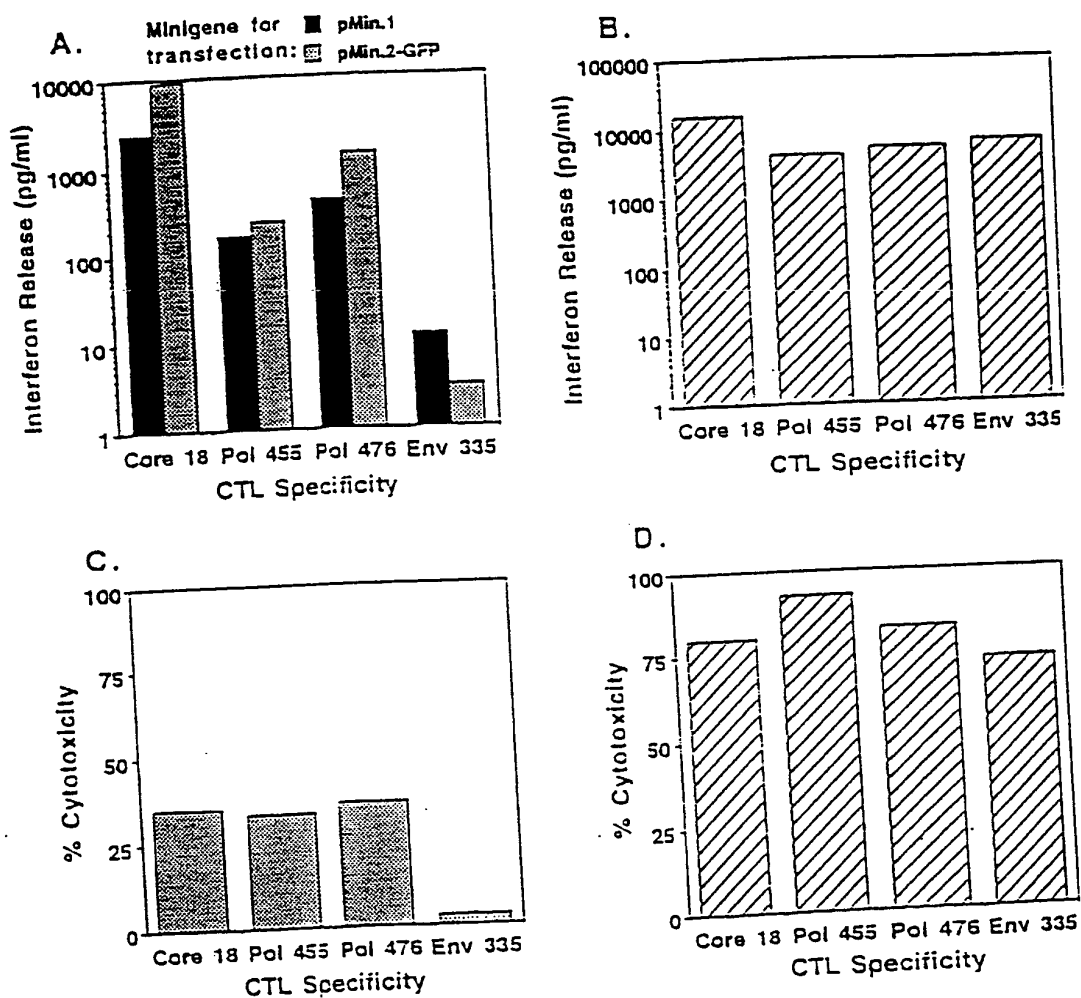 A.
Minigene for ■ pMin.1
transfection: ▩ pMin.2-GFP
Interferon Release (pg/ml)
10000
1000
100
10
1
Core 18 Pol 455 Pol 476 Env 335
CTL Specificity
B.
Interferon Release (pg/ml)
100000
10000
1000
100
10
1
Core 18 Pol 455 Pol 476 Env 335
CTL Specificity
C.
% Cytotoxicity
100
75
50
25
0
Core 18 Pol 455 Pol 476 Env 335
CTL Specificity
D.
% Cytotoxicity
100
75
50
25
0
Core 18 Pol 455 Pol 476 Env 335
CTL Specificity